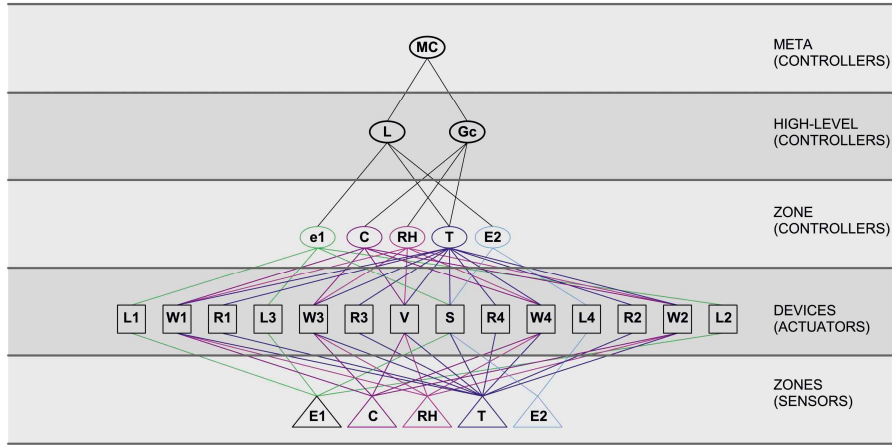 MC
META
(CONTROLLERS)
L
Gc
HIGH-LEVEL
(CONTROLLERS)
e1
C
RH
T
E2
ZONE
(CONTROLLERS)
L1
W1
R1
L3
W3
R3
V
S
R4
W4
L4
R2
W2
L2
DEVICES
(ACTUATORS)
E1
C
RH
T
E2
ZONES
(SENSORS)